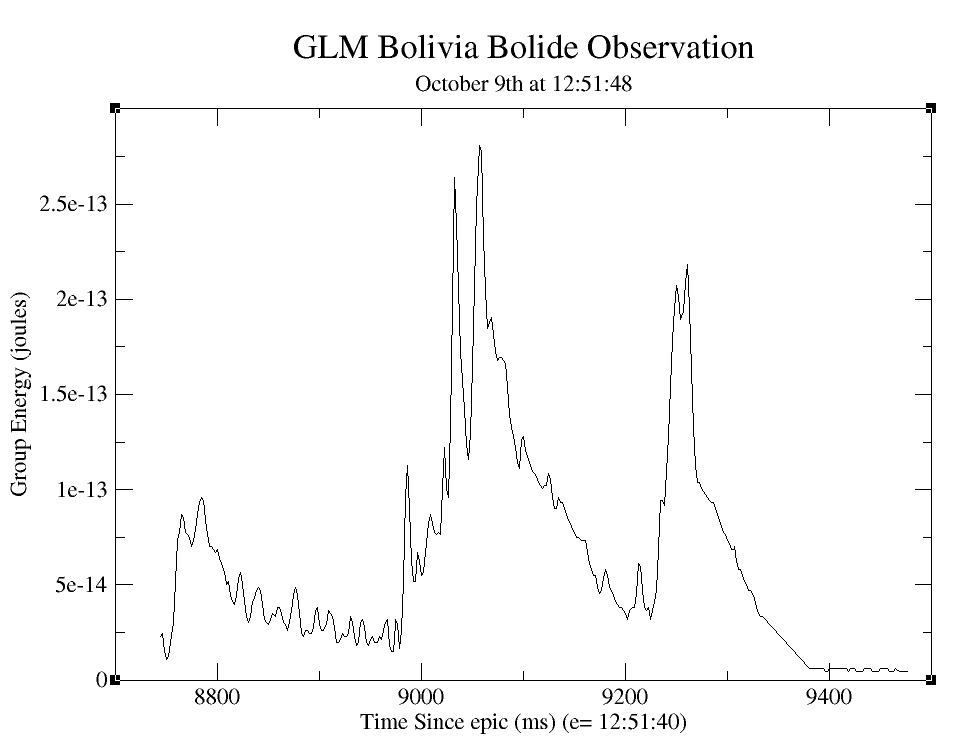 GLM Bolivia Bolide Observation
October 9th at 12:51:48
Group Energy (joules)
2.5e-13
2e-13
1.5e-13
1e-13
5e-14
0
8800 9000 9200 9400
Time Since epic (ms) (e= 12:51:40)